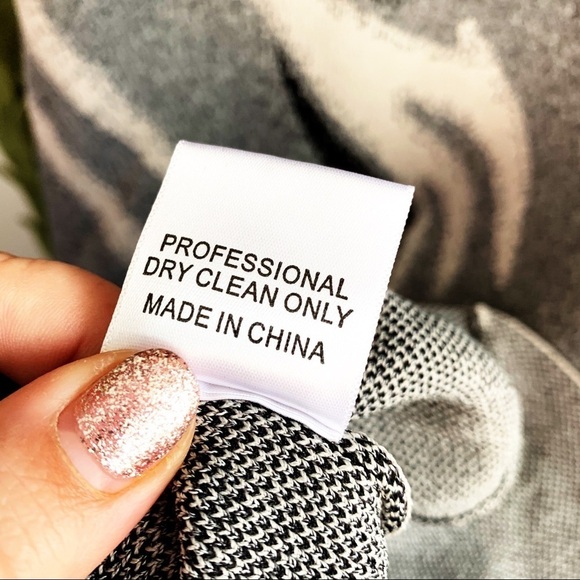 PROFESSIONAL
DRY CLEAN ONLY
MADE IN CHINA